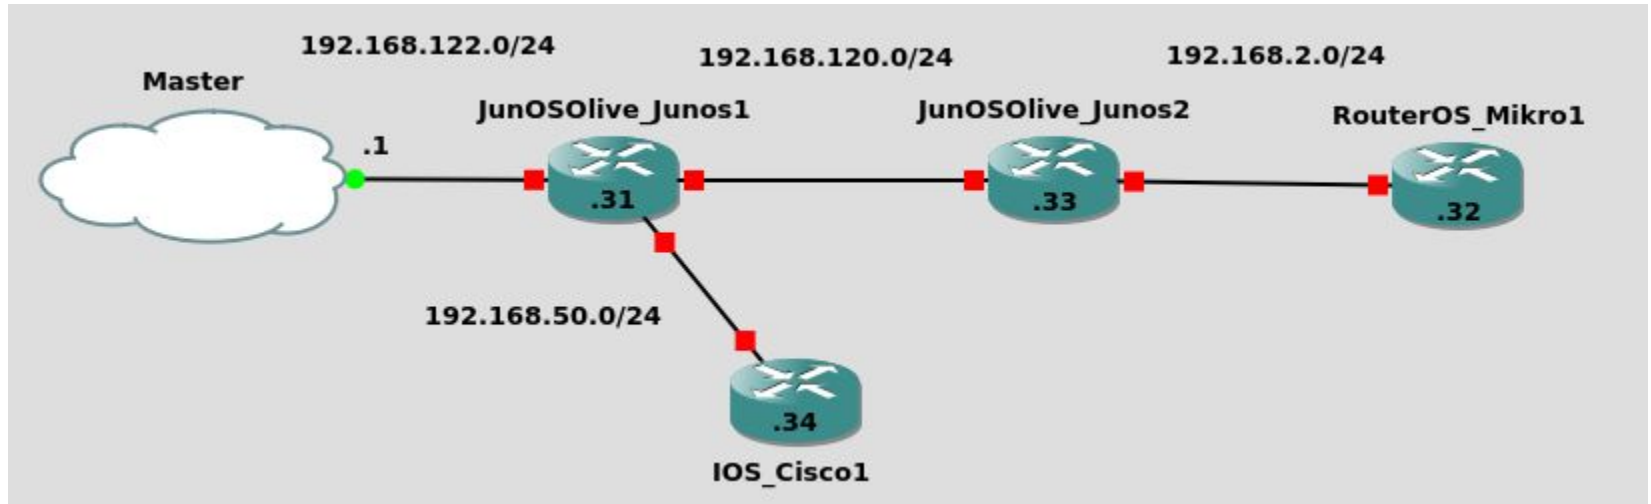 192.168.122.0/24
192.168.120.0/24
192.168.2.0/24
Master
JunOSOlive_Junos1
JunOSOlive_Junos2
RouterOS_Mikro1
.1
.31
.33
.32
192.168.50.0/24
.34
IOS_Cisco1